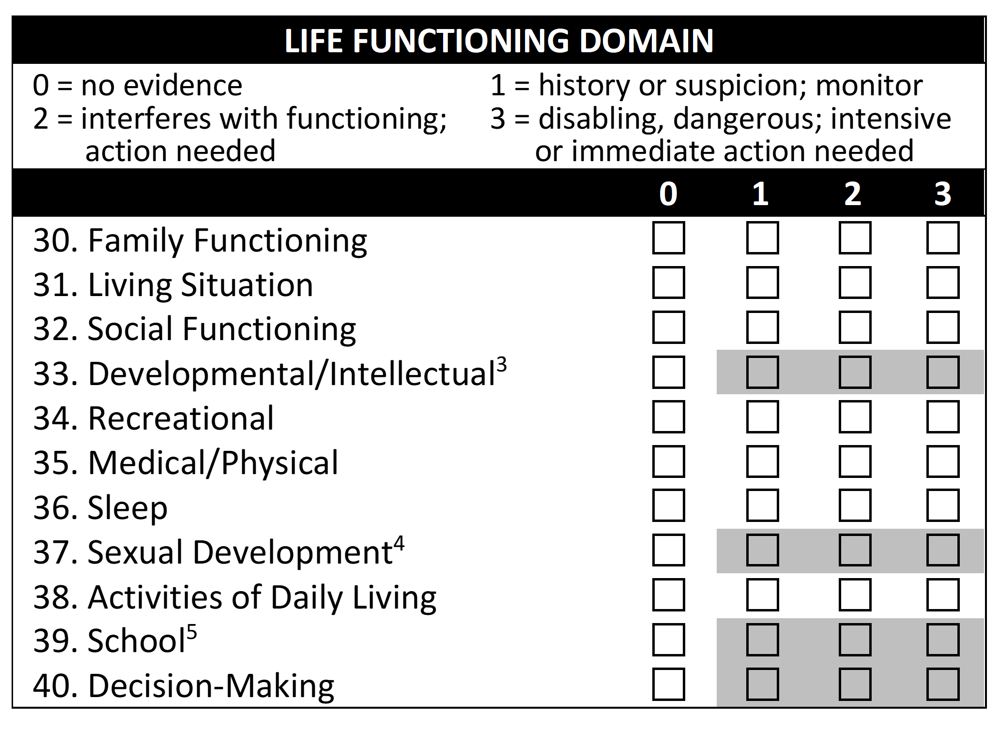 LIFE FUNCTIONING DOMAIN
0 = no evidence 1 = history or suspicion; monitor
2 = interferes with functioning; 3 = disabling, dangerous; intensive
action needed or immediate action needed
0 1 2 3
30. Family Functioning
31. Living Situation
32. Social Functioning
33. Developmental/Intellectual³
34. Recreational
35. Medical/Physical
36. Sleep
37. Sexual Development⁴
38. Activities of Daily Living
39. School⁵
40. Decision-Making